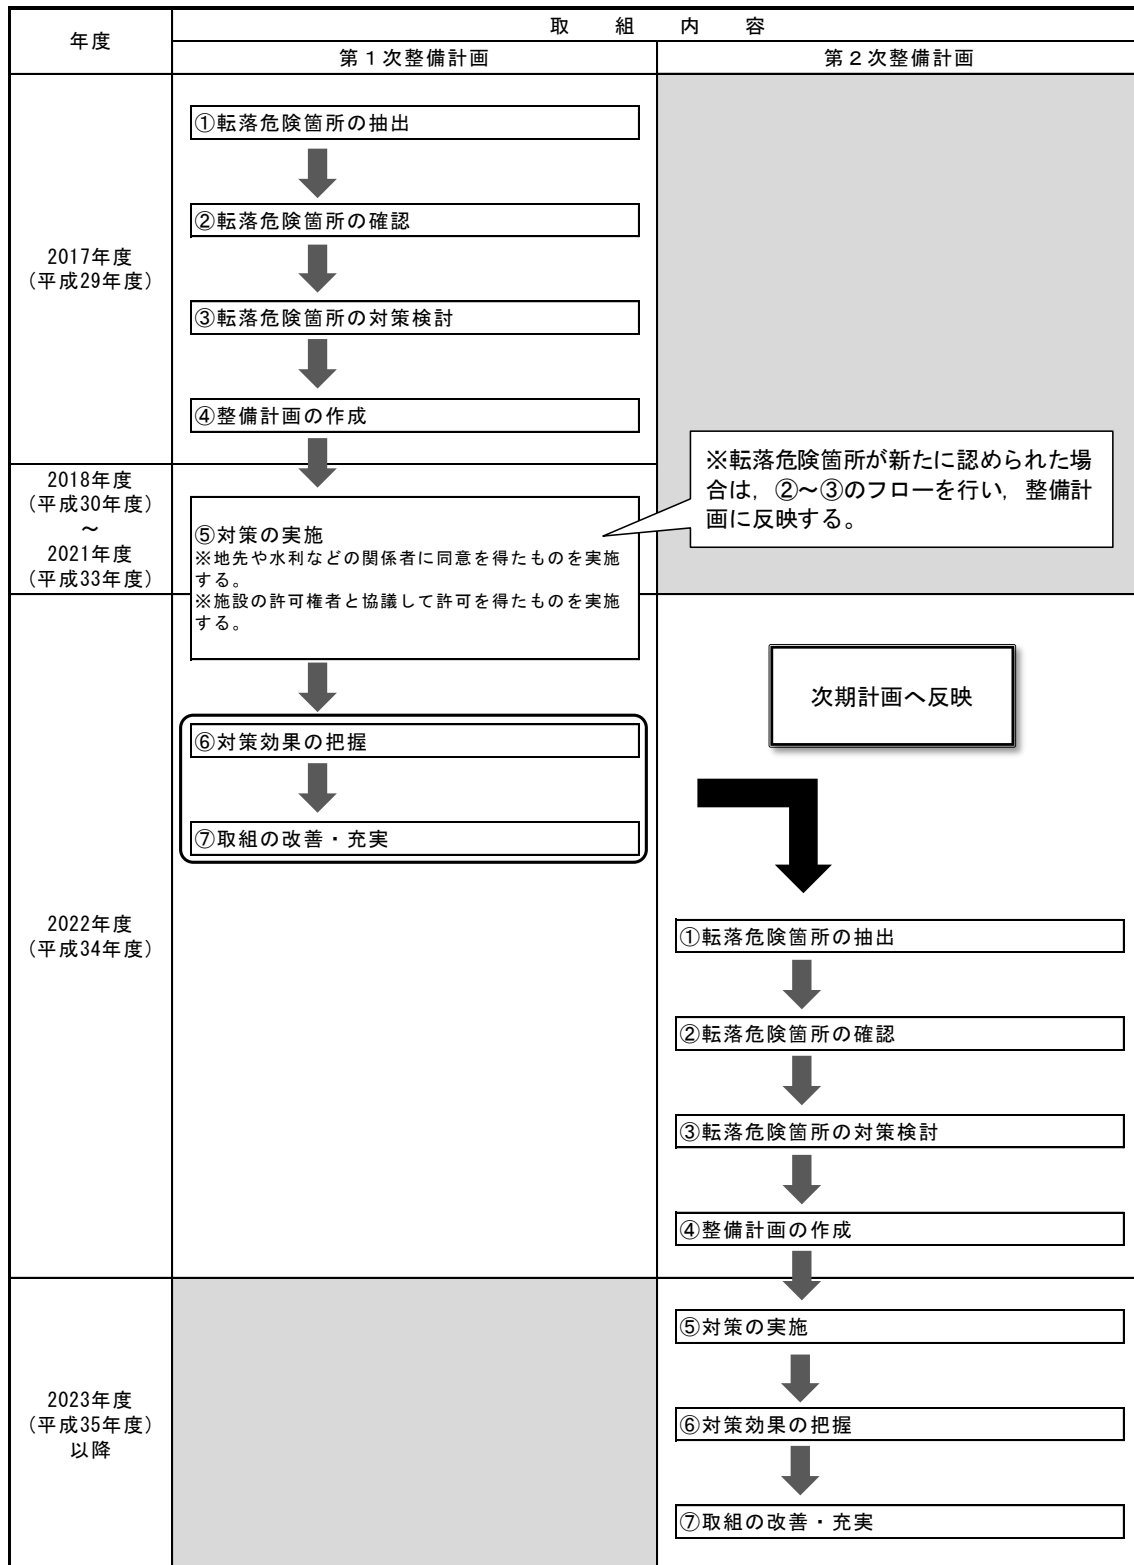 年度
取　組　内　容
第１次整備計画
第２次整備計画
2017年度
（平成29年度）
①転落危険箇所の抽出
②転落危険箇所の確認
③転落危険箇所の対策検討
④整備計画の作成
2018年度
（平成30年度）
～
2021年度
（平成33年度）
⑤対策の実施
※地先や水利などの関係者に同意を得たものを実施
する。
※施設の許可権者と協議して許可を得たものを実施
する。
※転落危険箇所が新たに認められた場
合は，②～③のフローを行い，整備計
画に反映する。
2022年度
（平成34年度）
⑥対策効果の把握
⑦取組の改善・充実
次期計画へ反映
①転落危険箇所の抽出
②転落危険箇所の確認
③転落危険箇所の対策検討
④整備計画の作成
2023年度
（平成35年度）
以降
⑤対策の実施
⑥対策効果の把握
⑦取組の改善・充実